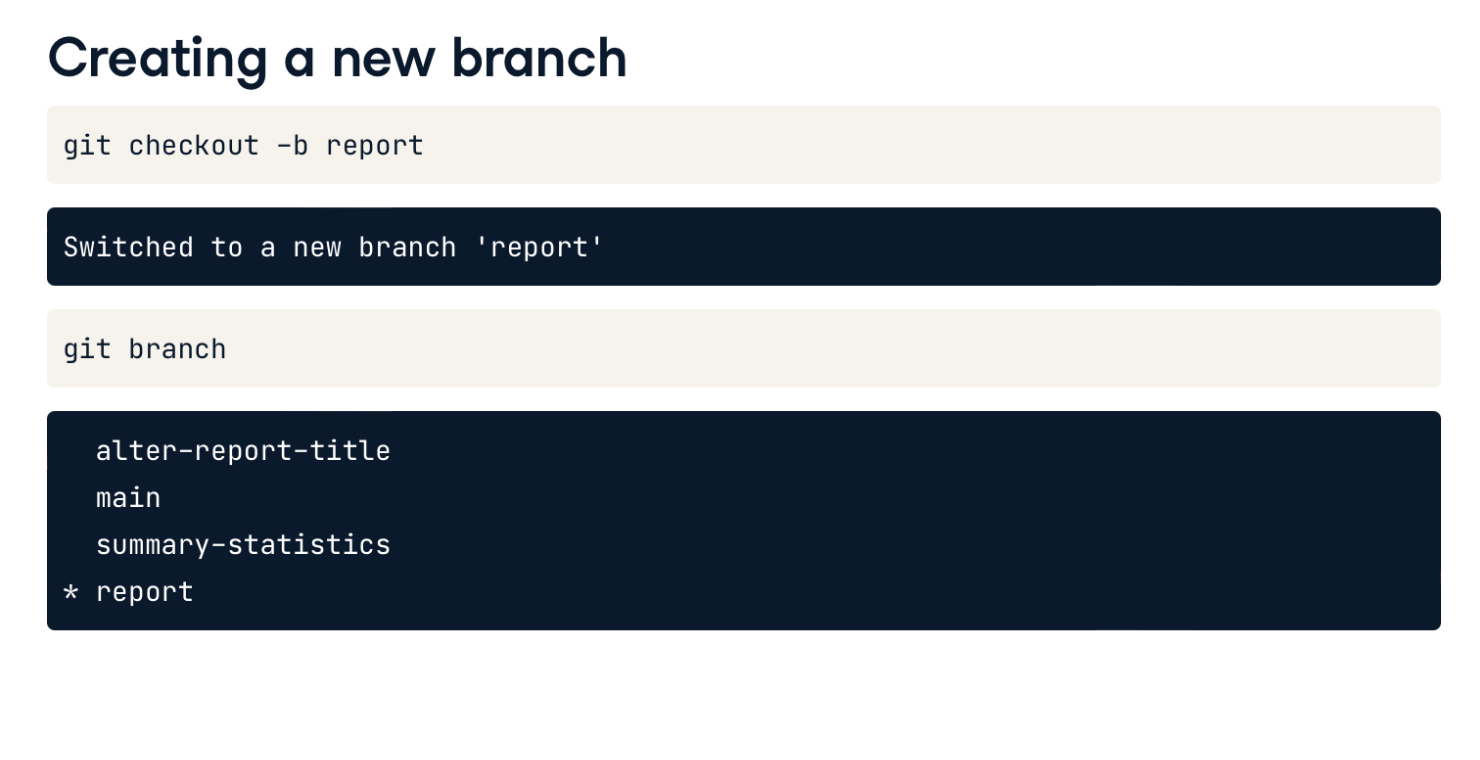 Creating a new branch
git checkout -b report
Switched to a new branch 'report'
git branch
alter-report-title
main
summary-statistics
* report